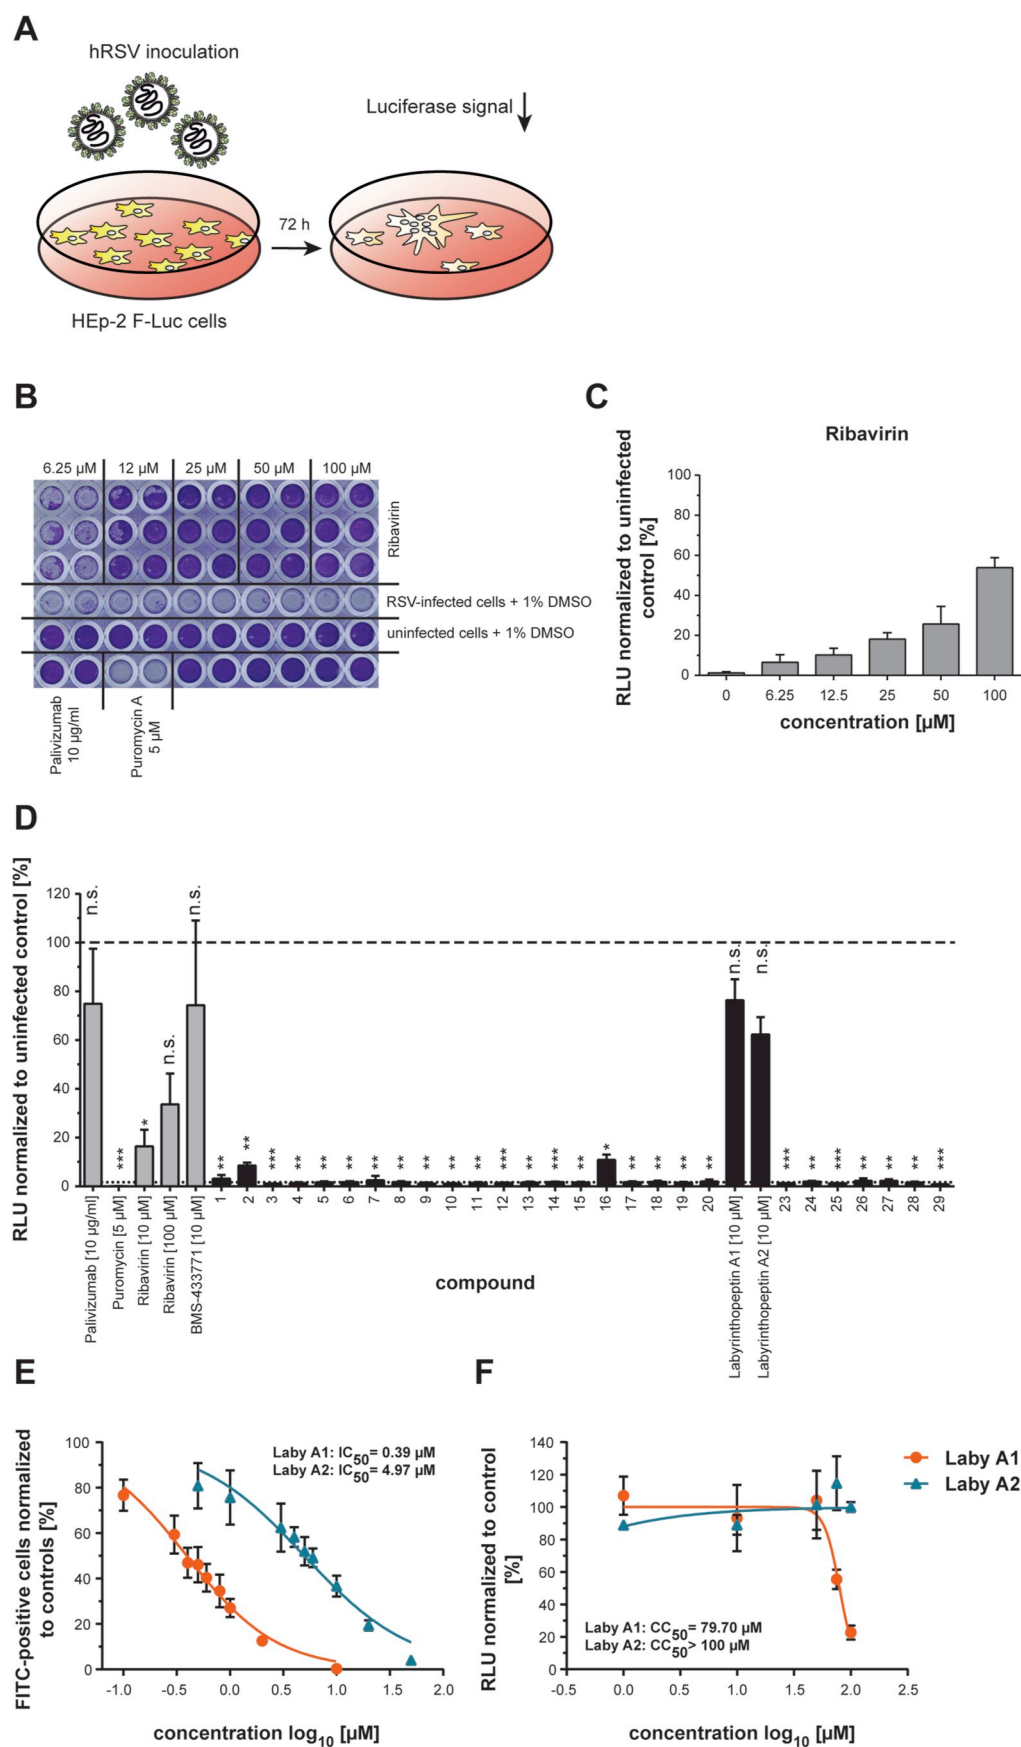 A
hRSV inoculation
Luciferase signal
72 h
HEp-2 F-Luc cells
B
6.25 µM 12 µM 25 µM 50 µM 100 µM
Ribavirin
RSV-infected cells + 1% DMSO
uninfected cells + 1% DMSO
Palivizumab
10 µg/ml
Puromycin A
5 µM
C
Ribavirin
RLU normalized to uninfected
control [%]
100
80
60
40
20
0
0 6.25 12.5 25 50 100
concentration [µM]
D
RLU normalized to uninfected control [%]
120
100
80
60
40
20
0
n.s. *** * n.s. n.s. ** ** *** ** ** ** ** ** ** ** ** *** ** *** ** * ** ** ** ** n.s. n.s. *** ** *** ** ** ** ***
Palivizumab [10 µg/ml]
Puromycin [5 µM]
Ribavirin [10 µM]
Ribavirin [100 µM]
BMS-433771 [10 µM]
1 2 3 4 5 6 7 8 9 10 11 12 13 14 15 16 17 18 19 20
Labyrinthopeptin A1 [10 µM]
Labyrinthopeptin A2 [10 µM]
23 24 25 26 27 28 29
compound
E
FITC-positive cells normalized
to controls [%]
100
80
60
40
20
0
Laby A1: IC50= 0.39 µM
Laby A2: IC50= 4.97 µM
-1.0 -0.5 0.0 0.5 1.0 1.5 2.0
concentration log10 [µM]
F
RLU normalized to control
[%]
140
120
100
80
60
40
20
0
Laby A1: CC50= 79.70 µM
Laby A2: CC50> 100 µM
-0.5 0.0 0.5 1.0 1.5 2.0 2.5
concentration log10 [µM]
Laby A1
Laby A2